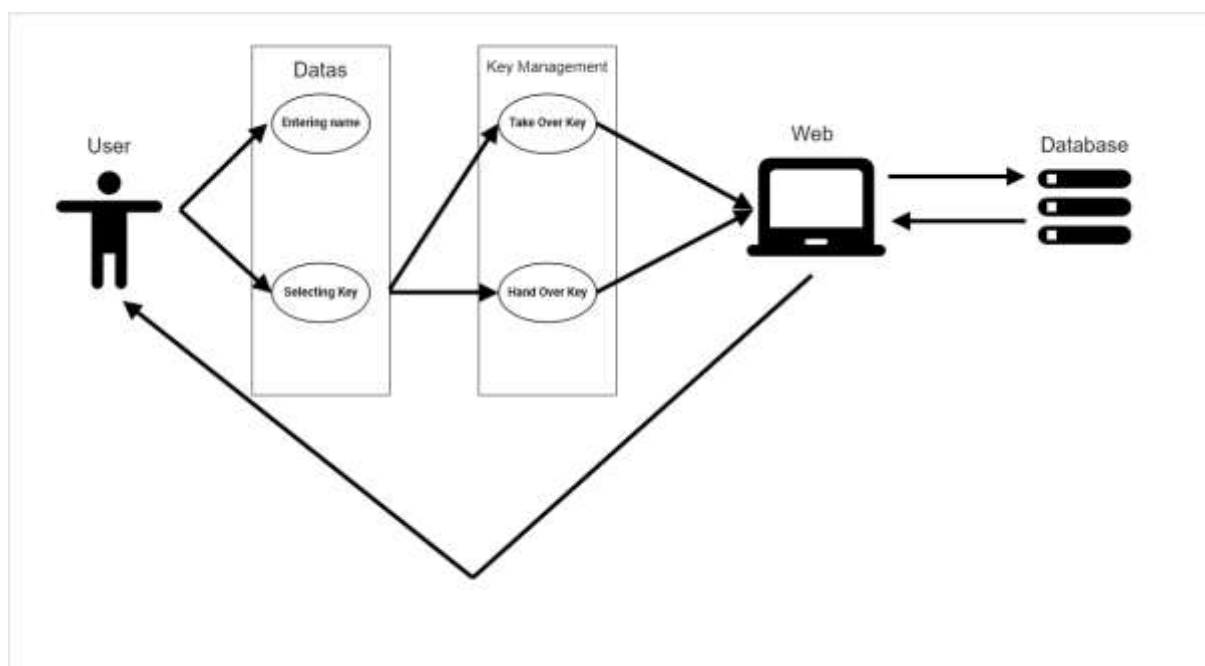 Datas
Key Management
Entering name
Take Over Key
User
Web
Database
Selecting Key
Hand Over Key